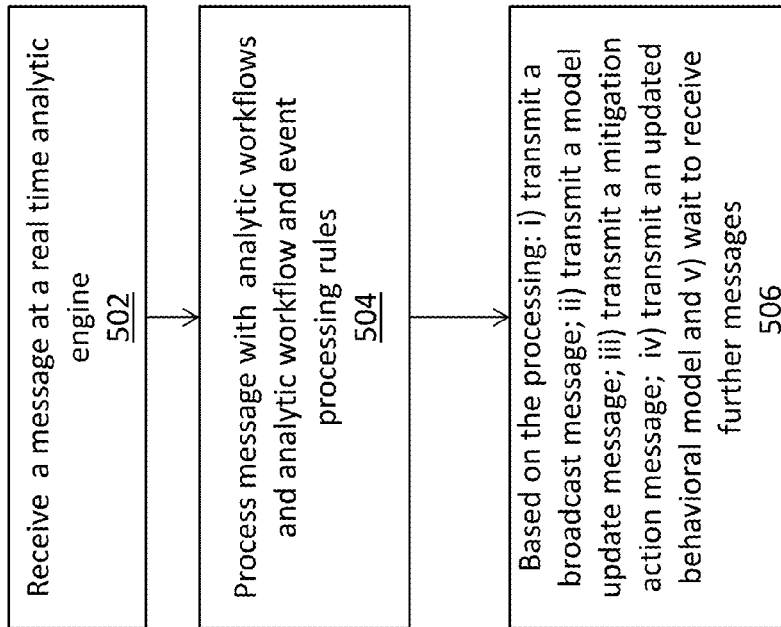 Receive a message at a real time analytic
engine
502
Process message with analytic workflows
and analytic workflow and event
processing rules
504
Based on the processing: i) transmit a
broadcast message; ii) transmit a model
update message; iii) transmit a mitigation
action message; iv) transmit an updated
behavioral model and v) wait to receive
further messages
506